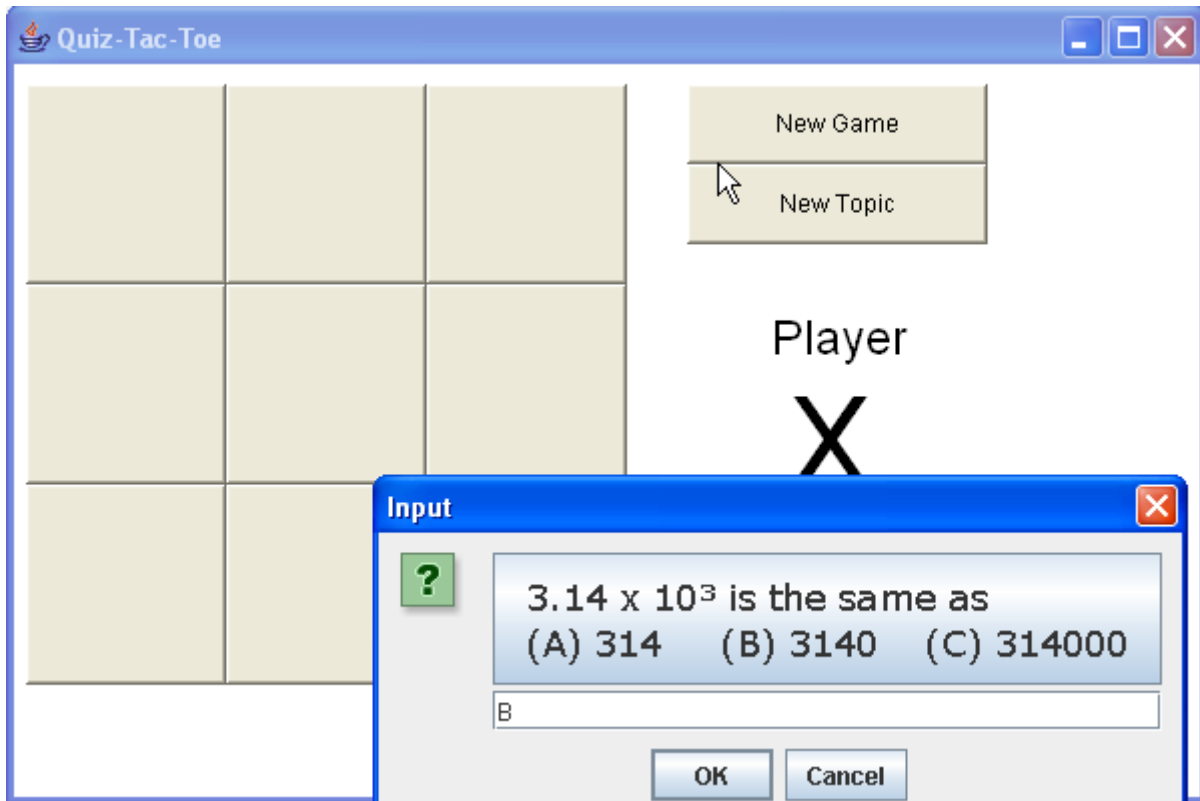 Quiz-Tac-Toe
New Game
New Topic
Player
X
Input
?
3.14 x 10³ is the same as
(A) 314 (B) 3140 (C) 314000
B
OK Cancel